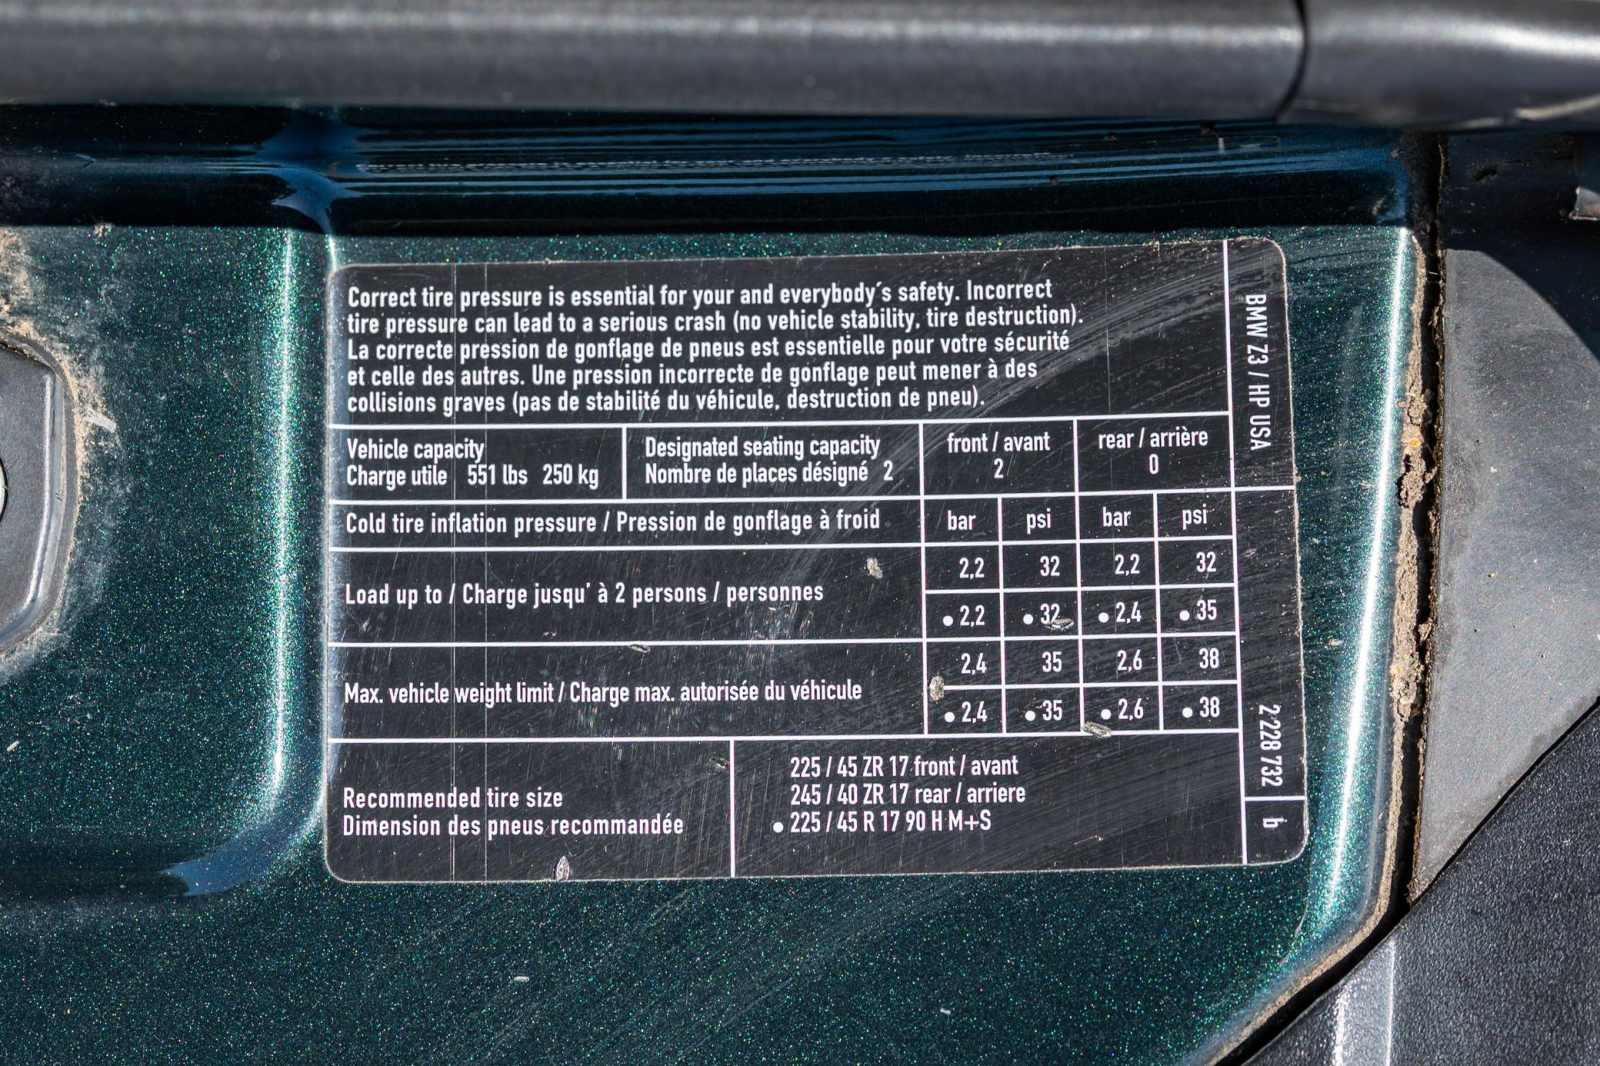 Correct tire pressure is essential for your and everybody´s safety. Incorrect
tire pressure can lead to a serious crash (no vehicle stability, tire destruction).
La correcte pression de gonflage de pneus est essentielle pour votre sécurité
et celle des autres. Une pression incorrecte de gonflage peut mener à des
collisions graves (pas de stabilité du véhicule, destruction de pneu).
Vehicle capacity
Charge utile 551 lbs 250 kg
Designated seating capacity
Nombre de places désigné 2
front / avant
2
rear / arrière
0
Cold tire inflation pressure / Pression de gonflage à froid bar psi bar psi
Load up to / Charge jusqu' à 2 persons / personnes
2,2 32 2,2 32
• 2,2 • 32 • 2,4 • 35
Max. vehicle weight limit / Charge max. autorisée du véhicule
2,4 35 2,6 38
• 2,4 • 35 • 2,6 • 38
Recommended tire size
Dimension des pneus recommandée
225 / 45 ZR 17 front / avant
245 / 40 ZR 17 rear / arriere
• 225 / 45 R 17 90 H M+S
BMW Z3 / HP USA
2 228 732
b